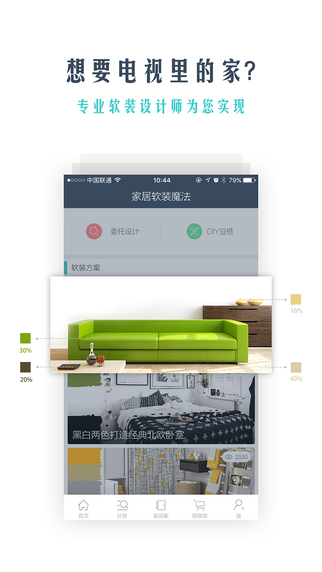 想要电视里的家?
专业软装设计师为您实现
中国联通 10:44 79%
家居软装魔法
委托设计 DIY豆搭
软装方案
10%
30%
20% 40%
黑白两色打造经典北欧卧室
2550
首页 分类 美丽家 购物车 我